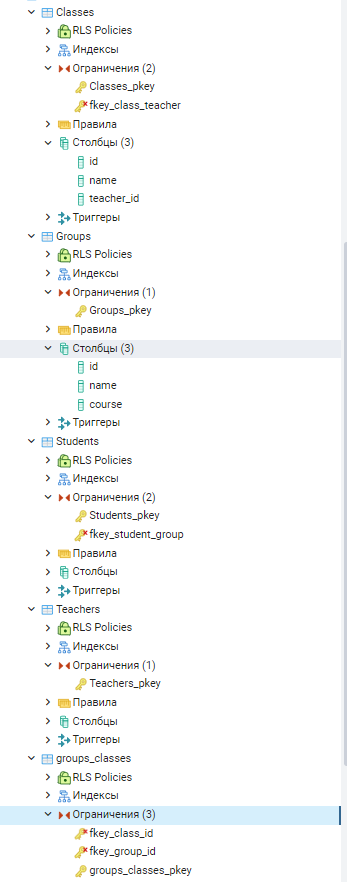 Classes
RLS Policies
Индексы
Ограничения (2)
Classes_pkey
fkey_class_teacher
Правила
Столбцы (3)
id
name
teacher_id
Триггеры
Groups
RLS Policies
Индексы
Ограничения (1)
Groups_pkey
Правила
Столбцы (3)
id
name
course
Триггеры
Students
RLS Policies
Индексы
Ограничения (2)
Students_pkey
fkey_student_group
Правила
Столбцы
Триггеры
Teachers
RLS Policies
Индексы
Ограничения (1)
Teachers_pkey
Правила
Столбцы
Триггеры
groups_classes
RLS Policies
Индексы
Ограничения (3)
fkey_class_id
fkey_group_id
groups_classes_pkey